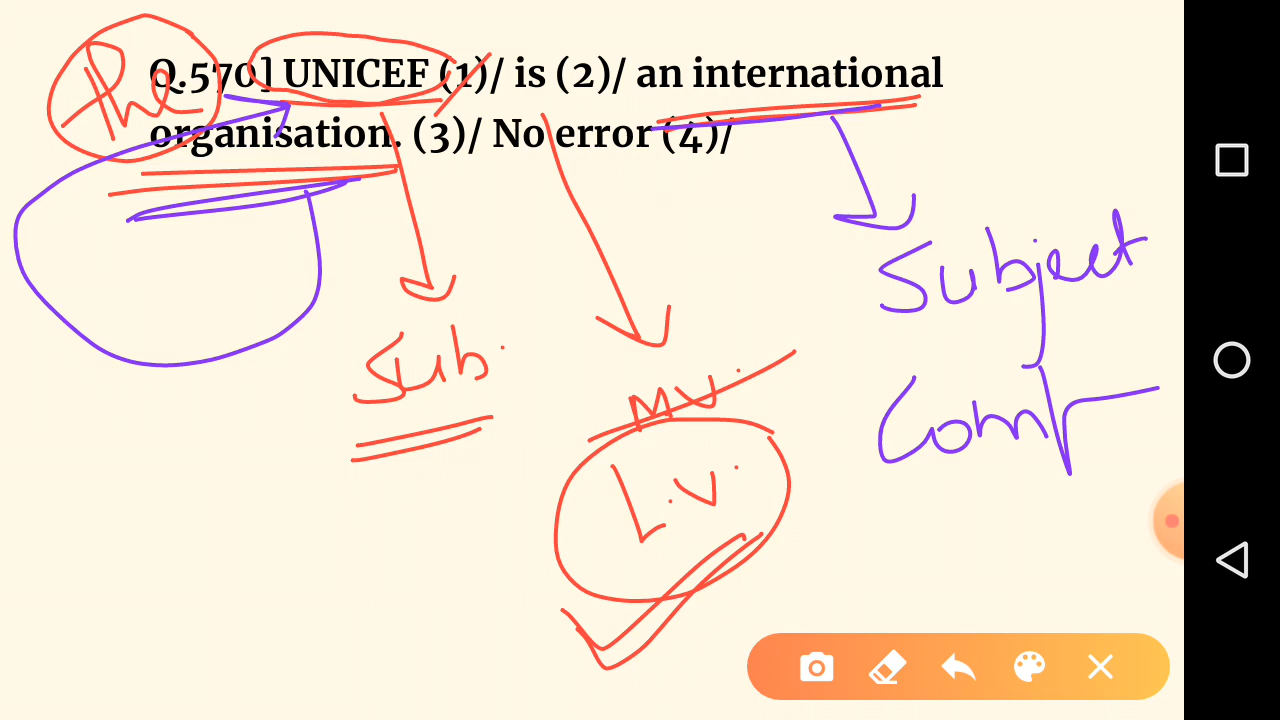 The
Q.570] UNICEF (1)/ is (2)/ an international
organisation. (3)/ No error (4)/
Sub.
M.V.
L.V.
Subject
Comp